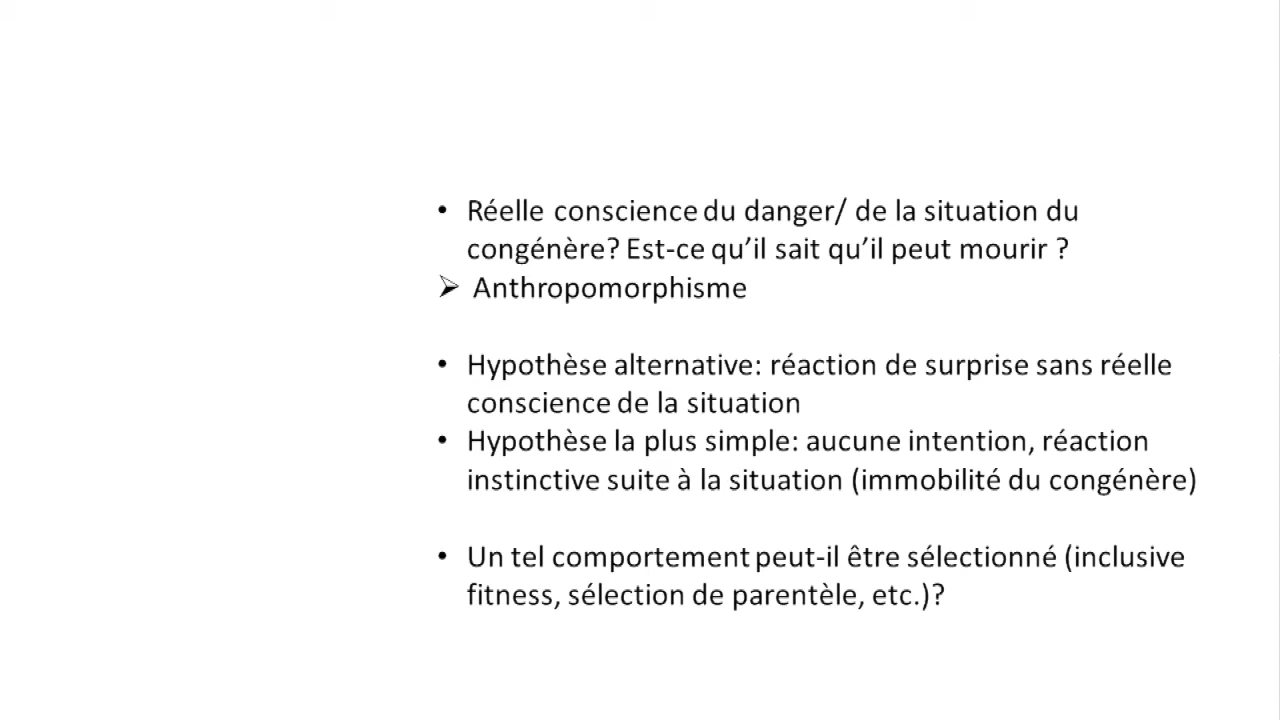 • Réelle conscience du danger/ de la situation du
congénère? Est-ce qu’il sait qu’il peut mourir ?
➢ Anthropomorphisme
• Hypothèse alternative: réaction de surprise sans réelle
conscience de la situation
• Hypothèse la plus simple: aucune intention, réaction
instinctive suite à la situation (immobilité du congénère)
• Un tel comportement peut-il être sélectionné (inclusive
fitness, sélection de parentèle, etc.)?